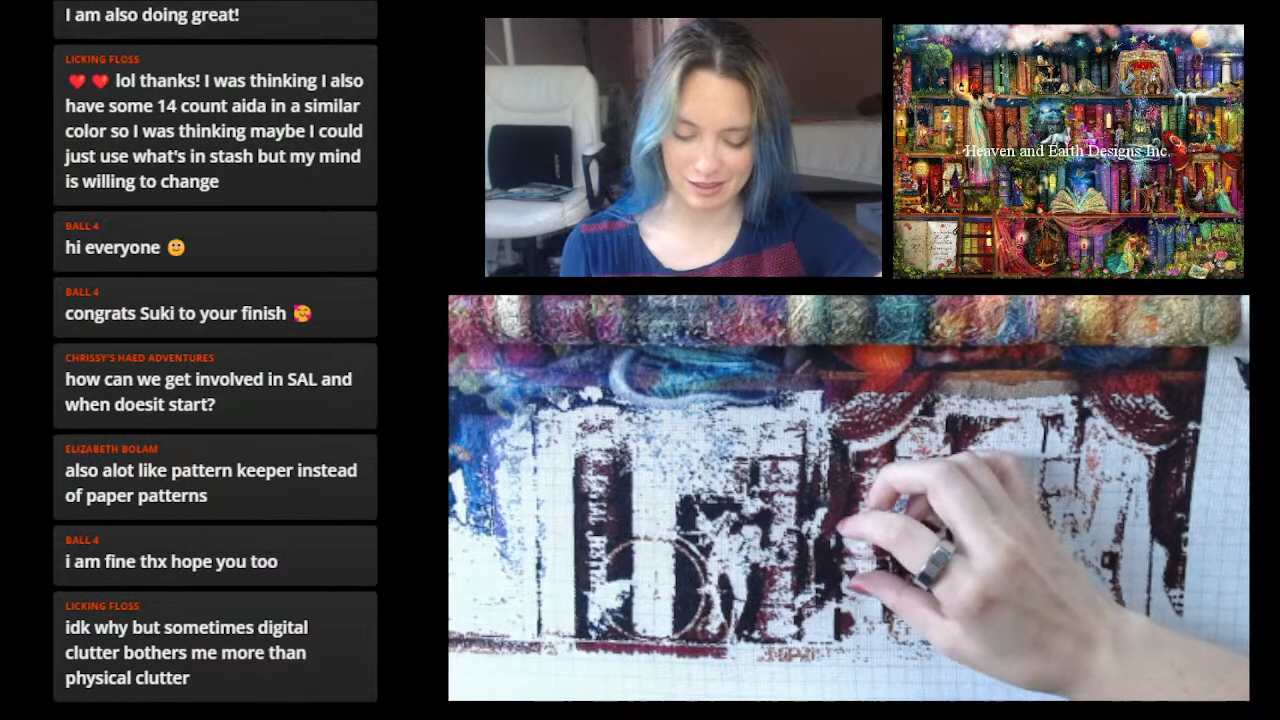 I am also doing great!
LICKING FLOSS
❤️ ❤️ lol thanks! I was thinking I also
have some 14 count aida in a similar
color so I was thinking maybe I could
just use what's in stash but my mind
is willing to change
BALL 4
hi everyone 🙂
BALL 4
congrats Suki to your finish 🥰
CHRISSY'S HAED ADVENTURES
how can we get involved in SAL and
when doesit start?
ELIZABETH BOLAM
also alot like pattern keeper instead
of paper patterns
BALL 4
i am fine thx hope you too
LICKING FLOSS
idk why but sometimes digital
clutter bothers me more than
physical clutter
Heaven and Earth Designs Inc.